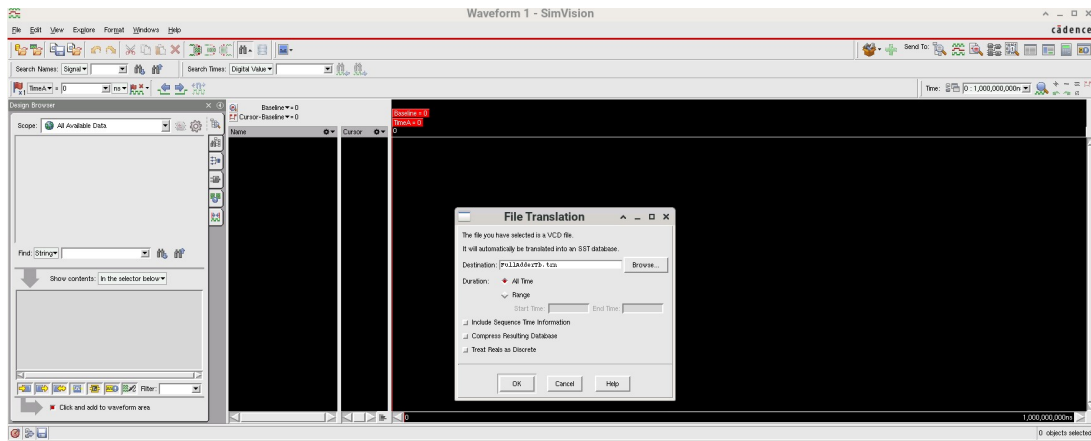 Waveform 1 - SimVision
File Edit View Explore Format Windows Help
cādence
Send To:
Search Names: Signal
Search Times: Digital Value
TimeA = 0 ns
Time: 0 : 1,000,000,000n
Design Browser
Scope: All Available Data
Find: String
Show contents: In the selector below
Filter:
Click and add to waveform area
Baseline = 0
Cursor-Baseline = 0
Name
Cursor
Baseline = 0
TimeA = 0
0
File Translation
The file you have selected is a VCD file.
It will automatically be translated into an SST database.
Destination: FullAdderTb.trn Browse...
Duration: All Time
Range
Start Time: End Time:
Include Sequence Time Information
Compress Resulting Database
Treat Reals as Discrete
OK Cancel Help
0
1,000,000,000ns
0 objects selected